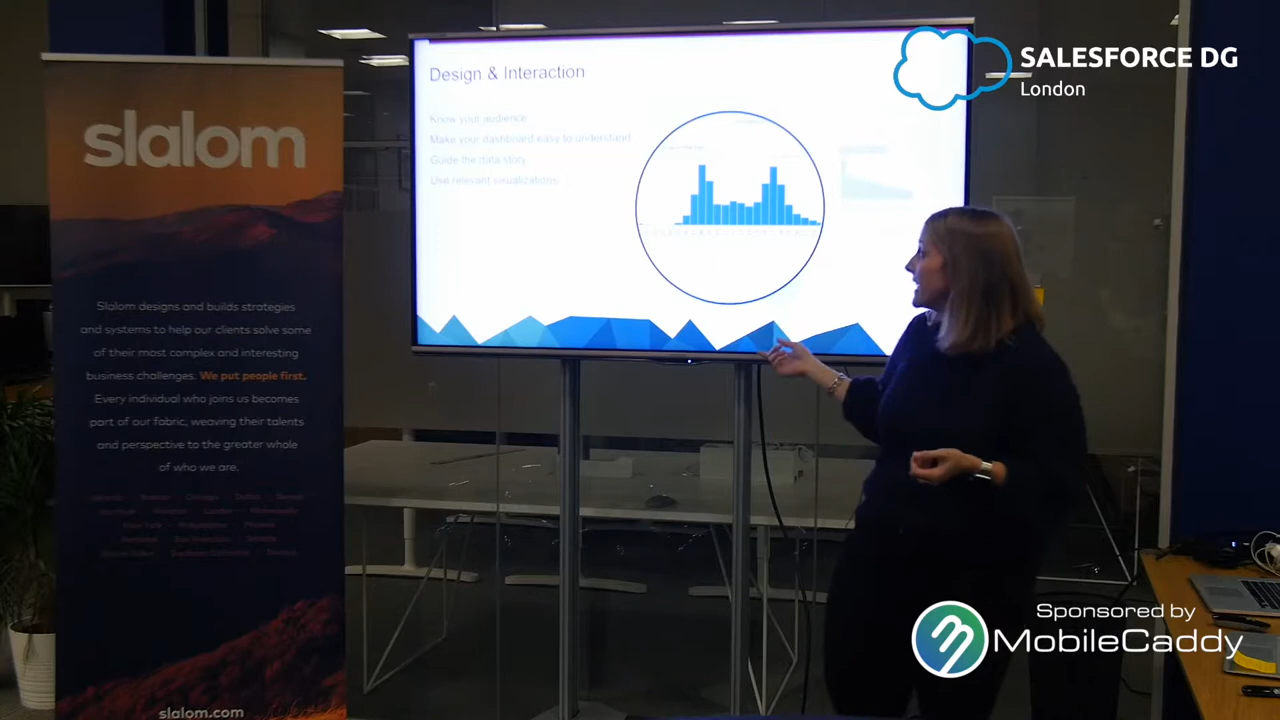 slalom
Slalom designs and builds strategies
and systems to help our clients solve some
of their most complex and interesting
business challenges. We put people first.
Every individual who joins us becomes
part of our fabric, weaving their talents
and perspective to the greater whole
of who we are.
slalom.com
Design & Interaction
Know your audience
Make your dashboard easy to understand
Guide the data story
Use relevant visualizations
SALESFORCE DG
London
Sponsored by
MobileCaddy